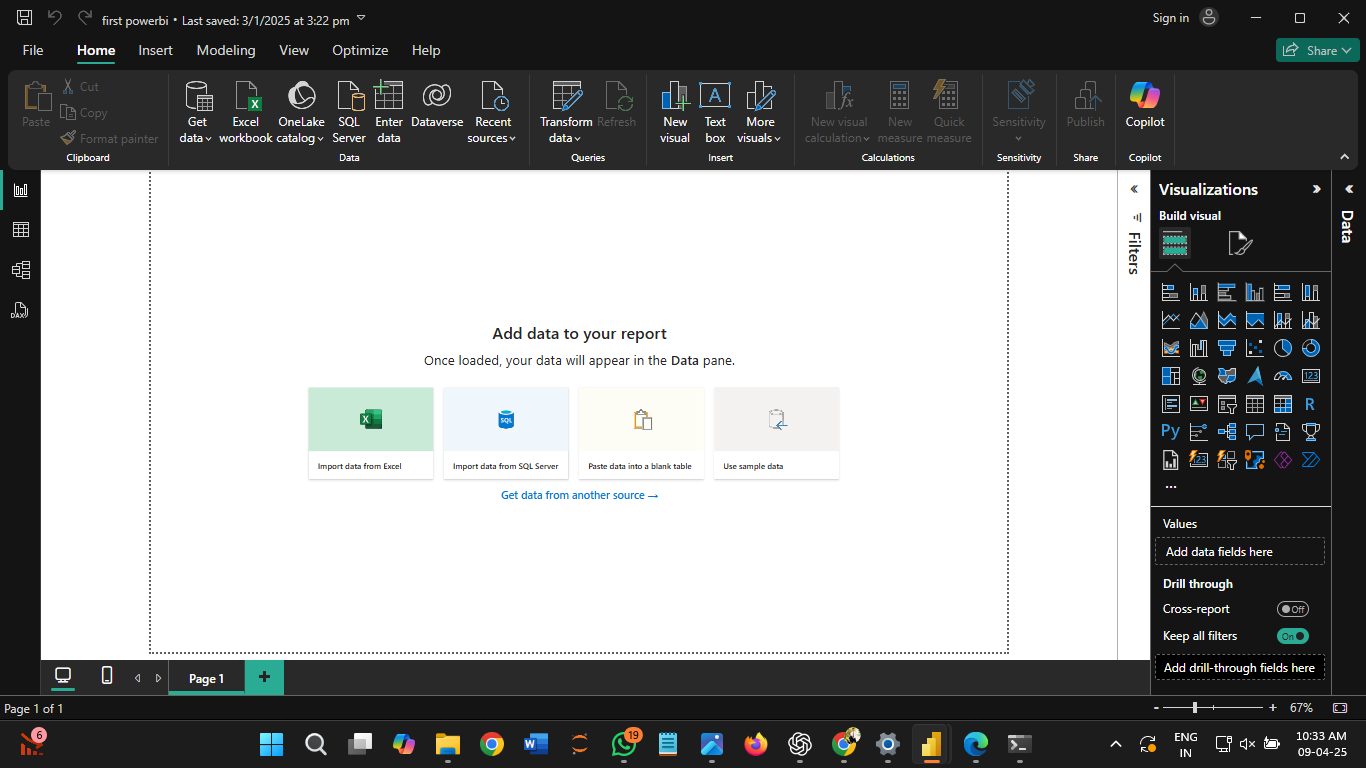 first powerbi • Last saved: 3/1/2025 at 3:22 pm
Sign in
File Home Insert Modeling View Optimize Help
Share
Paste
Cut
Copy
Format painter
Clipboard
Get data
Excel workbook
OneLake catalog
SQL Server
Enter data
Dataverse
Recent sources
Data
Transform data
Refresh
Queries
New visual
Text box
More visuals
Insert
New visual calculation
New measure
Quick measure
Calculations
Sensitivity
Sensitivity
Publish
Share
Copilot
Copilot
DAX
Add data to your report
Once loaded, your data will appear in the Data pane.
SQL
Import data from Excel
Import data from SQL Server
Paste data into a blank table
Use sample data
Get data from another source →
Filters
Visualizations
Build visual
123
R
Py
123
...
Values
Add data fields here
Drill through
Cross-report
Off
Keep all filters
On
Add drill-through fields here
Data
Page 1
+
Page 1 of 1
- + 67%
6
19
ENG
IN
10:33 AM
09-04-25